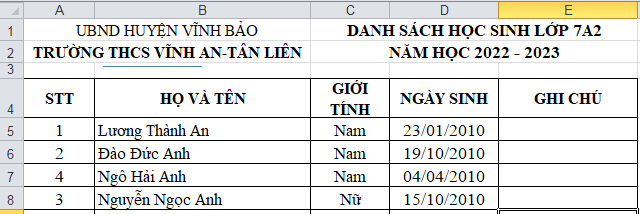 A B C D E
1 UBND HUYỆN VĨNH BẢO DANH SÁCH HỌC SINH LỚP 7A2
2 TRƯỜNG THCS VĨNH AN-TÂN LIÊN NĂM HỌC 2022 - 2023
3
4 STT HỌ VÀ TÊN GIỚI TÍNH NGÀY SINH GHI CHÚ
5 1 Lương Thành An Nam 23/01/2010
6 2 Đào Đức Anh Nam 19/10/2010
7 4 Ngô Hải Anh Nam 04/04/2010
8 3 Nguyễn Ngọc Anh Nữ 15/10/2010